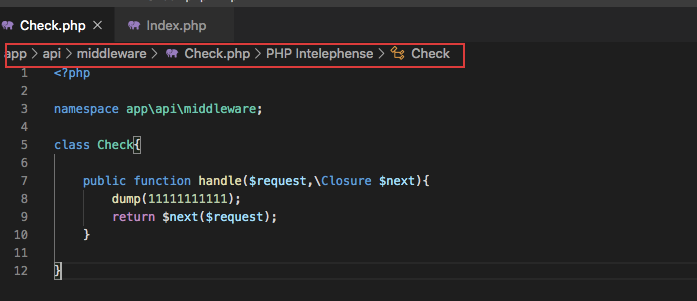 Check.php × Index.php
app > api > middleware > Check.php > PHP Intelephense > Check
1 <?php
2
3 namespace app\api\middleware;
4
5 class Check{
6
7 public function handle($request,\Closure $next){
8 dump(11111111111);
9 return $next($request);
10 }
11
12 }